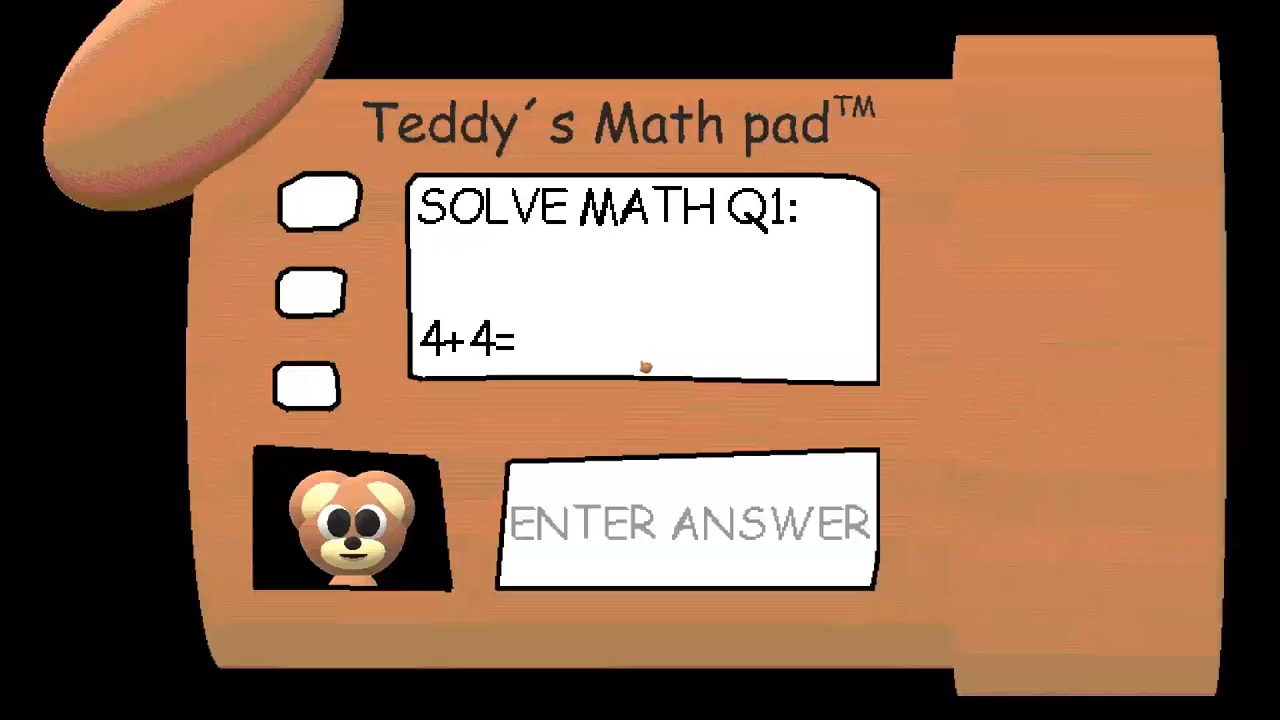 Teddy´s Math pad™
SOLVE MATH Q1:
4+4=
ENTER ANSWER